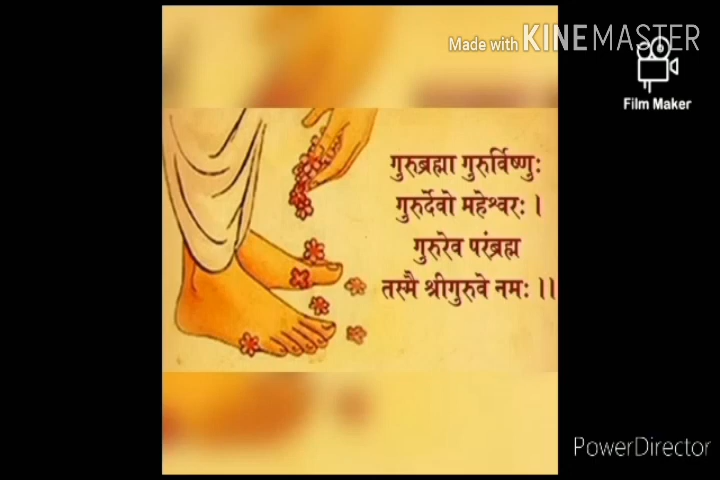 Made with KINEMASTER
Film Maker
गुरुब्रह्मा गुरुर्विष्णुः
गुरुर्देवो महेश्वरः ।
गुरुरेव परंब्रह्म
तस्मै श्रीगुरुवे नमः ।।
PowerDirector